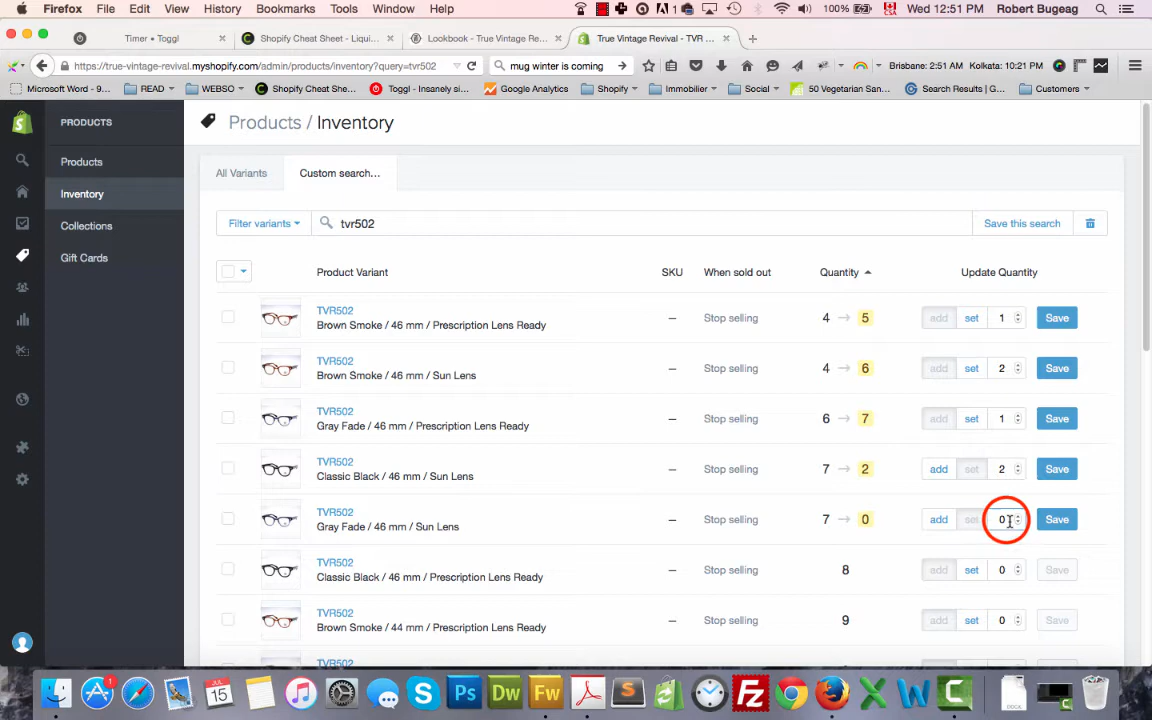 Firefox File Edit View History Bookmarks Tools Window Help 1 100% Wed 12:51 PM Robert Bugeag
Timer • Toggl × Shopify Cheat Sheet - Liqui... × Lookbook - True Vintage Re... × True Vintage Revival - TVR ... × +
https://true-vintage-revival.myshopify.com/admin/products/inventory?query=tvr502 mug winter is coming Brisbane: 2:51 AM Kolkata: 10:21 PM
Microsoft Word - 9... READ WEBSO Shopify Cheat She... Toggl - Insanely si... Google Analytics Shopify Immobilier Social 50 Vegetarian San... Search Results | G... Customers
PRODUCTS
Products
Inventory
Collections
Gift Cards
Products / Inventory
All Variants Custom search...
Filter variants tvr502 Save this search
Product Variant SKU When sold out Quantity Update Quantity
TVR502
Brown Smoke / 46 mm / Prescription Lens Ready — Stop selling 4 → 5 add set 1 Save
TVR502
Brown Smoke / 46 mm / Sun Lens — Stop selling 4 → 6 add set 2 Save
TVR502
Gray Fade / 46 mm / Prescription Lens Ready — Stop selling 6 → 7 add set 1 Save
TVR502
Classic Black / 46 mm / Sun Lens — Stop selling 7 → 2 add set 2 Save
TVR502
Gray Fade / 46 mm / Sun Lens — Stop selling 7 → 0 add set 0 Save
TVR502
Classic Black / 46 mm / Prescription Lens Ready — Stop selling 8 add set 0 Save
TVR502
Brown Smoke / 44 mm / Prescription Lens Ready — Stop selling 9 add set 0 Save
TVR502
1 JUL 15 Ps Dw Fw S Fz X W C DOCX